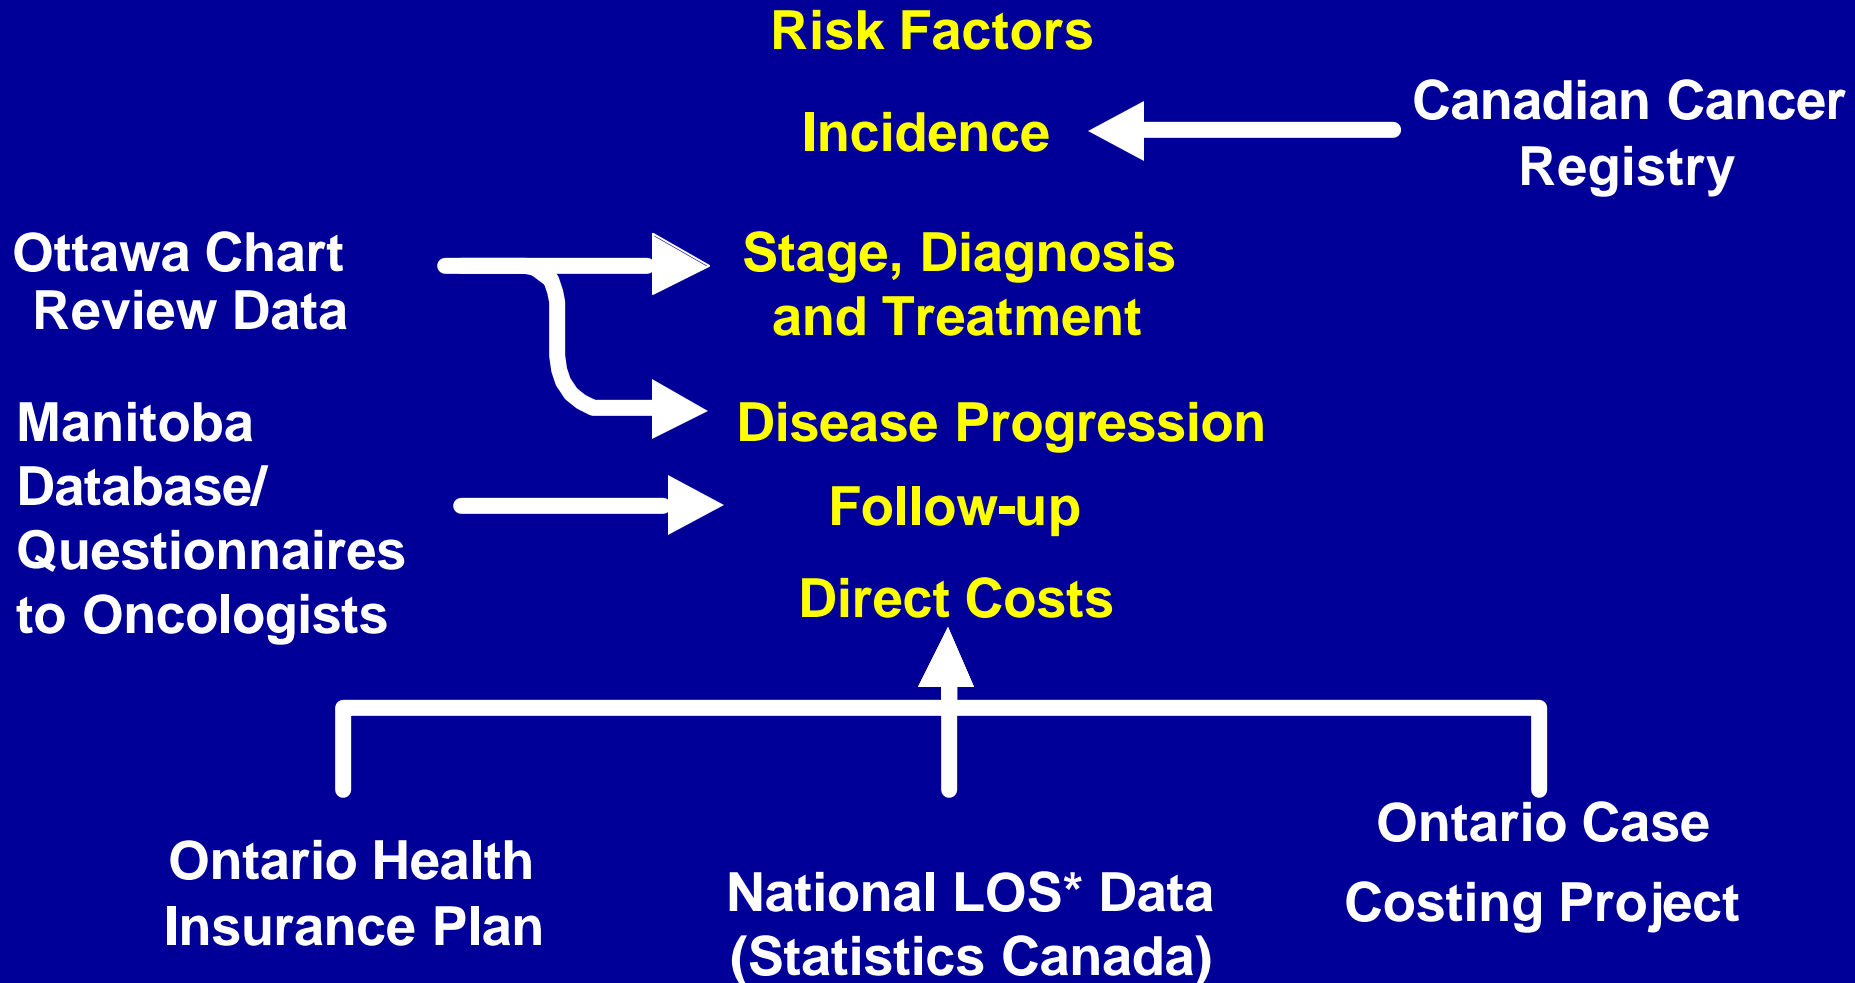 Risk Factors
Incidence
Canadian Cancer
Registry
Ottawa Chart
Review Data
Stage, Diagnosis
and Treatment
Disease Progression
Manitoba
Database/
Questionnaires
to Oncologists
Follow-up
Direct Costs
Ontario Health
Insurance Plan
National LOS* Data
(Statistics Canada)
Ontario Case
Costing Project